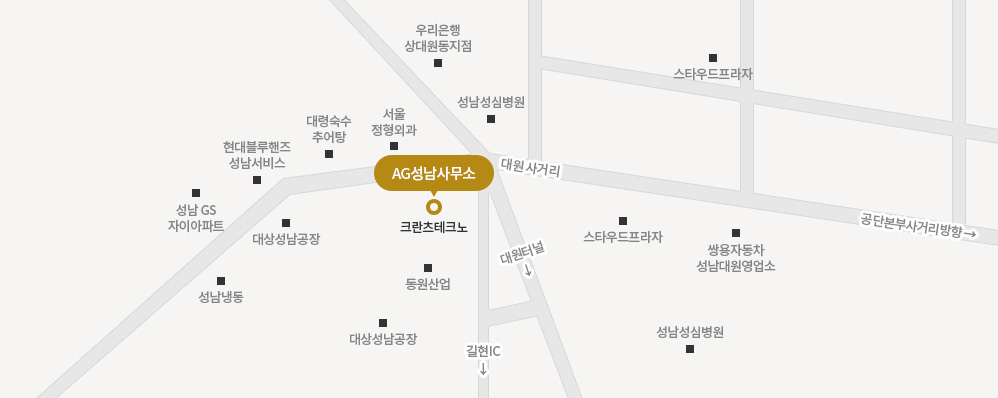 우리은행
상대원동지점
스타우드프라자
성남성심병원
서울
정형외과
대령숙수
추어탕
현대블루핸즈
성남서비스
AG성남사무소
대원사거리
성남 GS
자이아파트
크란츠테크노
공단본부사거리방향→
대상성남공장
스타우드프라자
쌍용자동차
성남대원영업소
대원터널
↓
동원산업
성남냉동
대상성남공장
성남성심병원
길현IC
↓